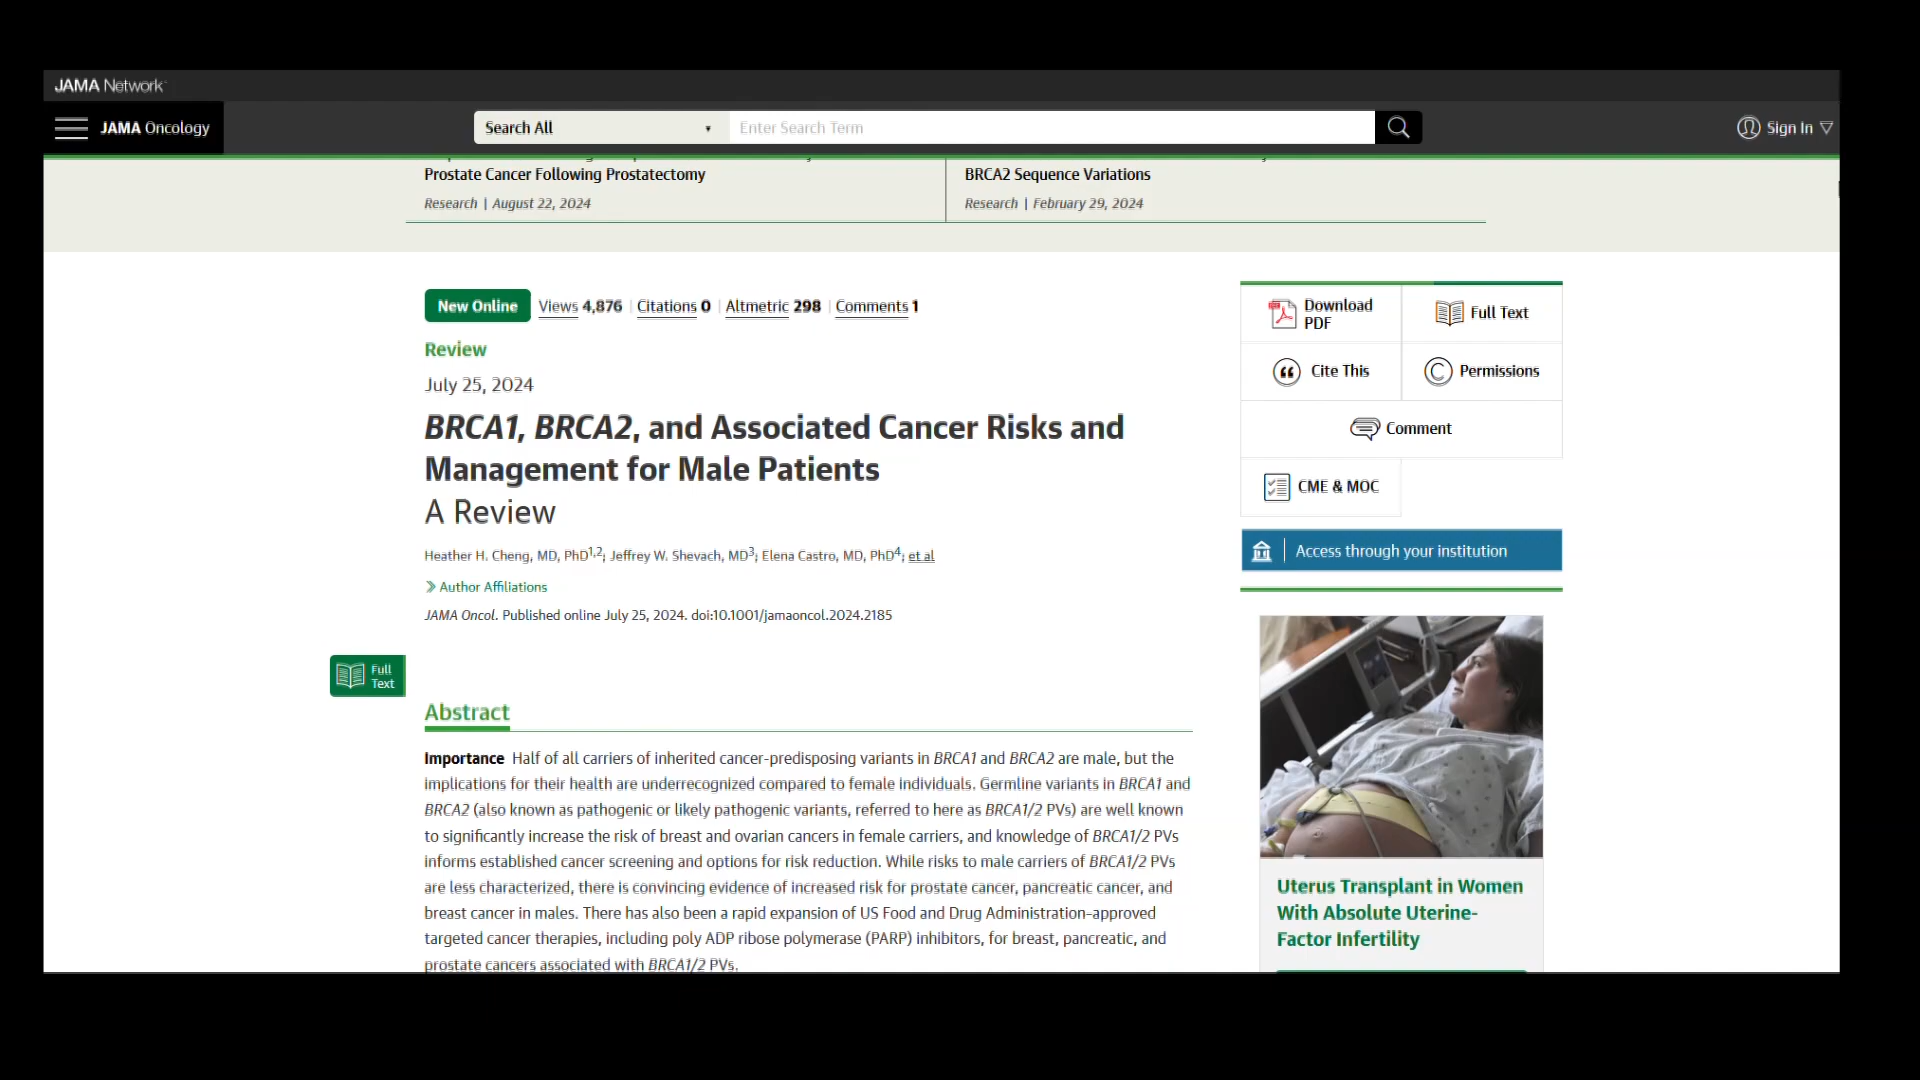 JAMA Network
JAMA Oncology
Search All
Enter Search Term
Sign In
Prostate Cancer Following Prostatectomy
Research | August 22, 2024
BRCA2 Sequence Variations
Research | February 29, 2024
New Online Views 4,876 | Citations 0 | Altmetric 298 | Comments 1
Review
July 25, 2024
BRCA1, BRCA2, and Associated Cancer Risks and
Management for Male Patients
A Review
Heather H. Cheng, MD, PhD1,2; Jeffrey W. Shevach, MD3; Elena Castro, MD, PhD4; et al
Author Affiliations
JAMA Oncol. Published online July 25, 2024. doi:10.1001/jamaoncol.2024.2185
Full
Text
Abstract
Importance Half of all carriers of inherited cancer-predisposing variants in BRCA1 and BRCA2 are male, but the
implications for their health are underrecognized compared to female individuals. Germline variants in BRCA1 and
BRCA2 (also known as pathogenic or likely pathogenic variants, referred to here as BRCA1/2 PVs) are well known
to significantly increase the risk of breast and ovarian cancers in female carriers, and knowledge of BRCA1/2 PVs
informs established cancer screening and options for risk reduction. While risks to male carriers of BRCA1/2 PVs
are less characterized, there is convincing evidence of increased risk for prostate cancer, pancreatic cancer, and
breast cancer in males. There has also been a rapid expansion of US Food and Drug Administration-approved
targeted cancer therapies, including poly ADP ribose polymerase (PARP) inhibitors, for breast, pancreatic, and
prostate cancers associated with BRCA1/2 PVs.
Download
PDF
Full Text
Cite This
Permissions
Comment
CME & MOC
Access through your institution
Uterus Transplant in Women
With Absolute Uterine-
Factor Infertility